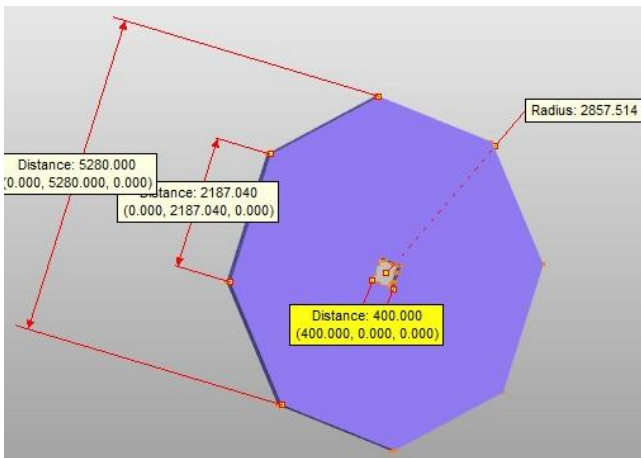 Radius: 2857.514
Distance: 5280.000
(0.000, 5280.000, 0.000)
Distance: 2187.040
(0.000, 2187.040, 0.000)
Distance: 400.000
(400.000, 0.000, 0.000)